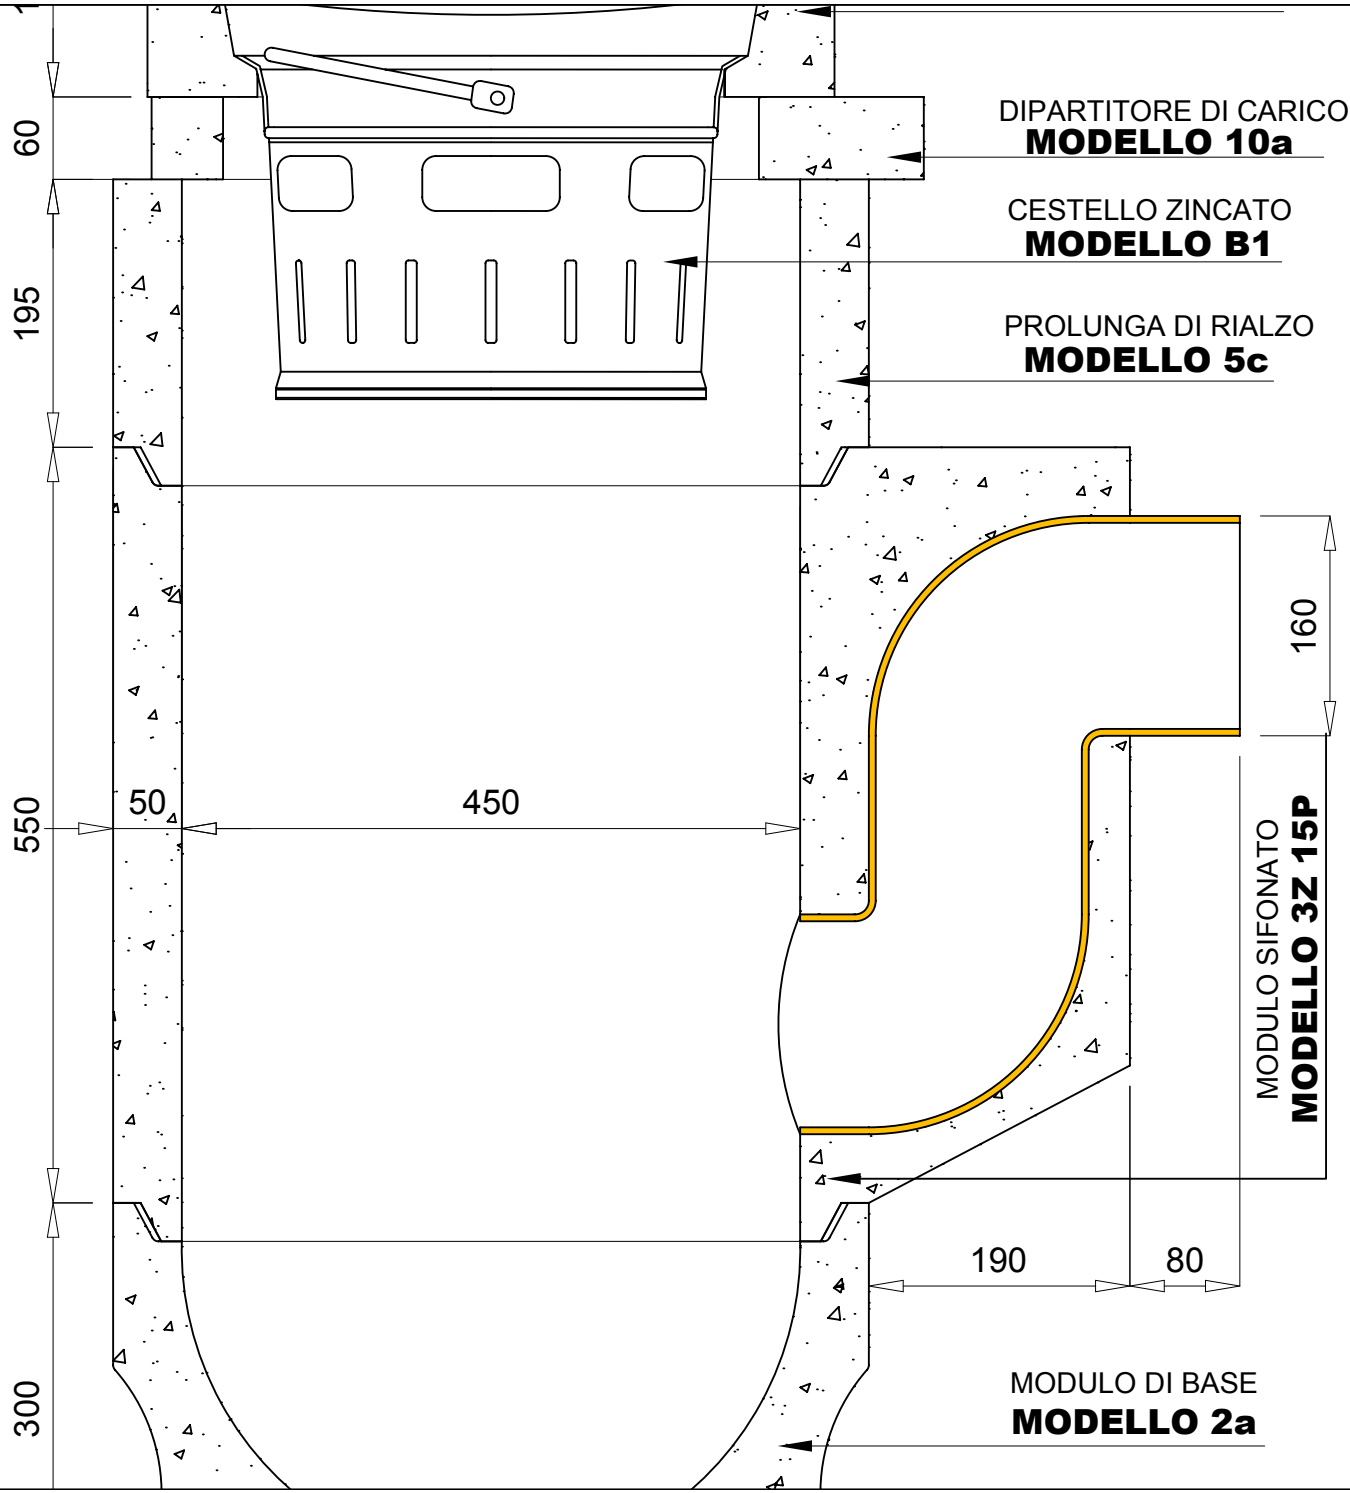 DIPARTITORE DI CARICO
MODELLO 10a
60
CESTELLO ZINCATO
MODELLO B1
195
PROLUNGA DI RIALZO
MODELLO 5c
160
550
50
450
MODULO SIFONATO
MODELLO 3Z 15P
190
80
MODULO DI BASE
MODELLO 2a
300